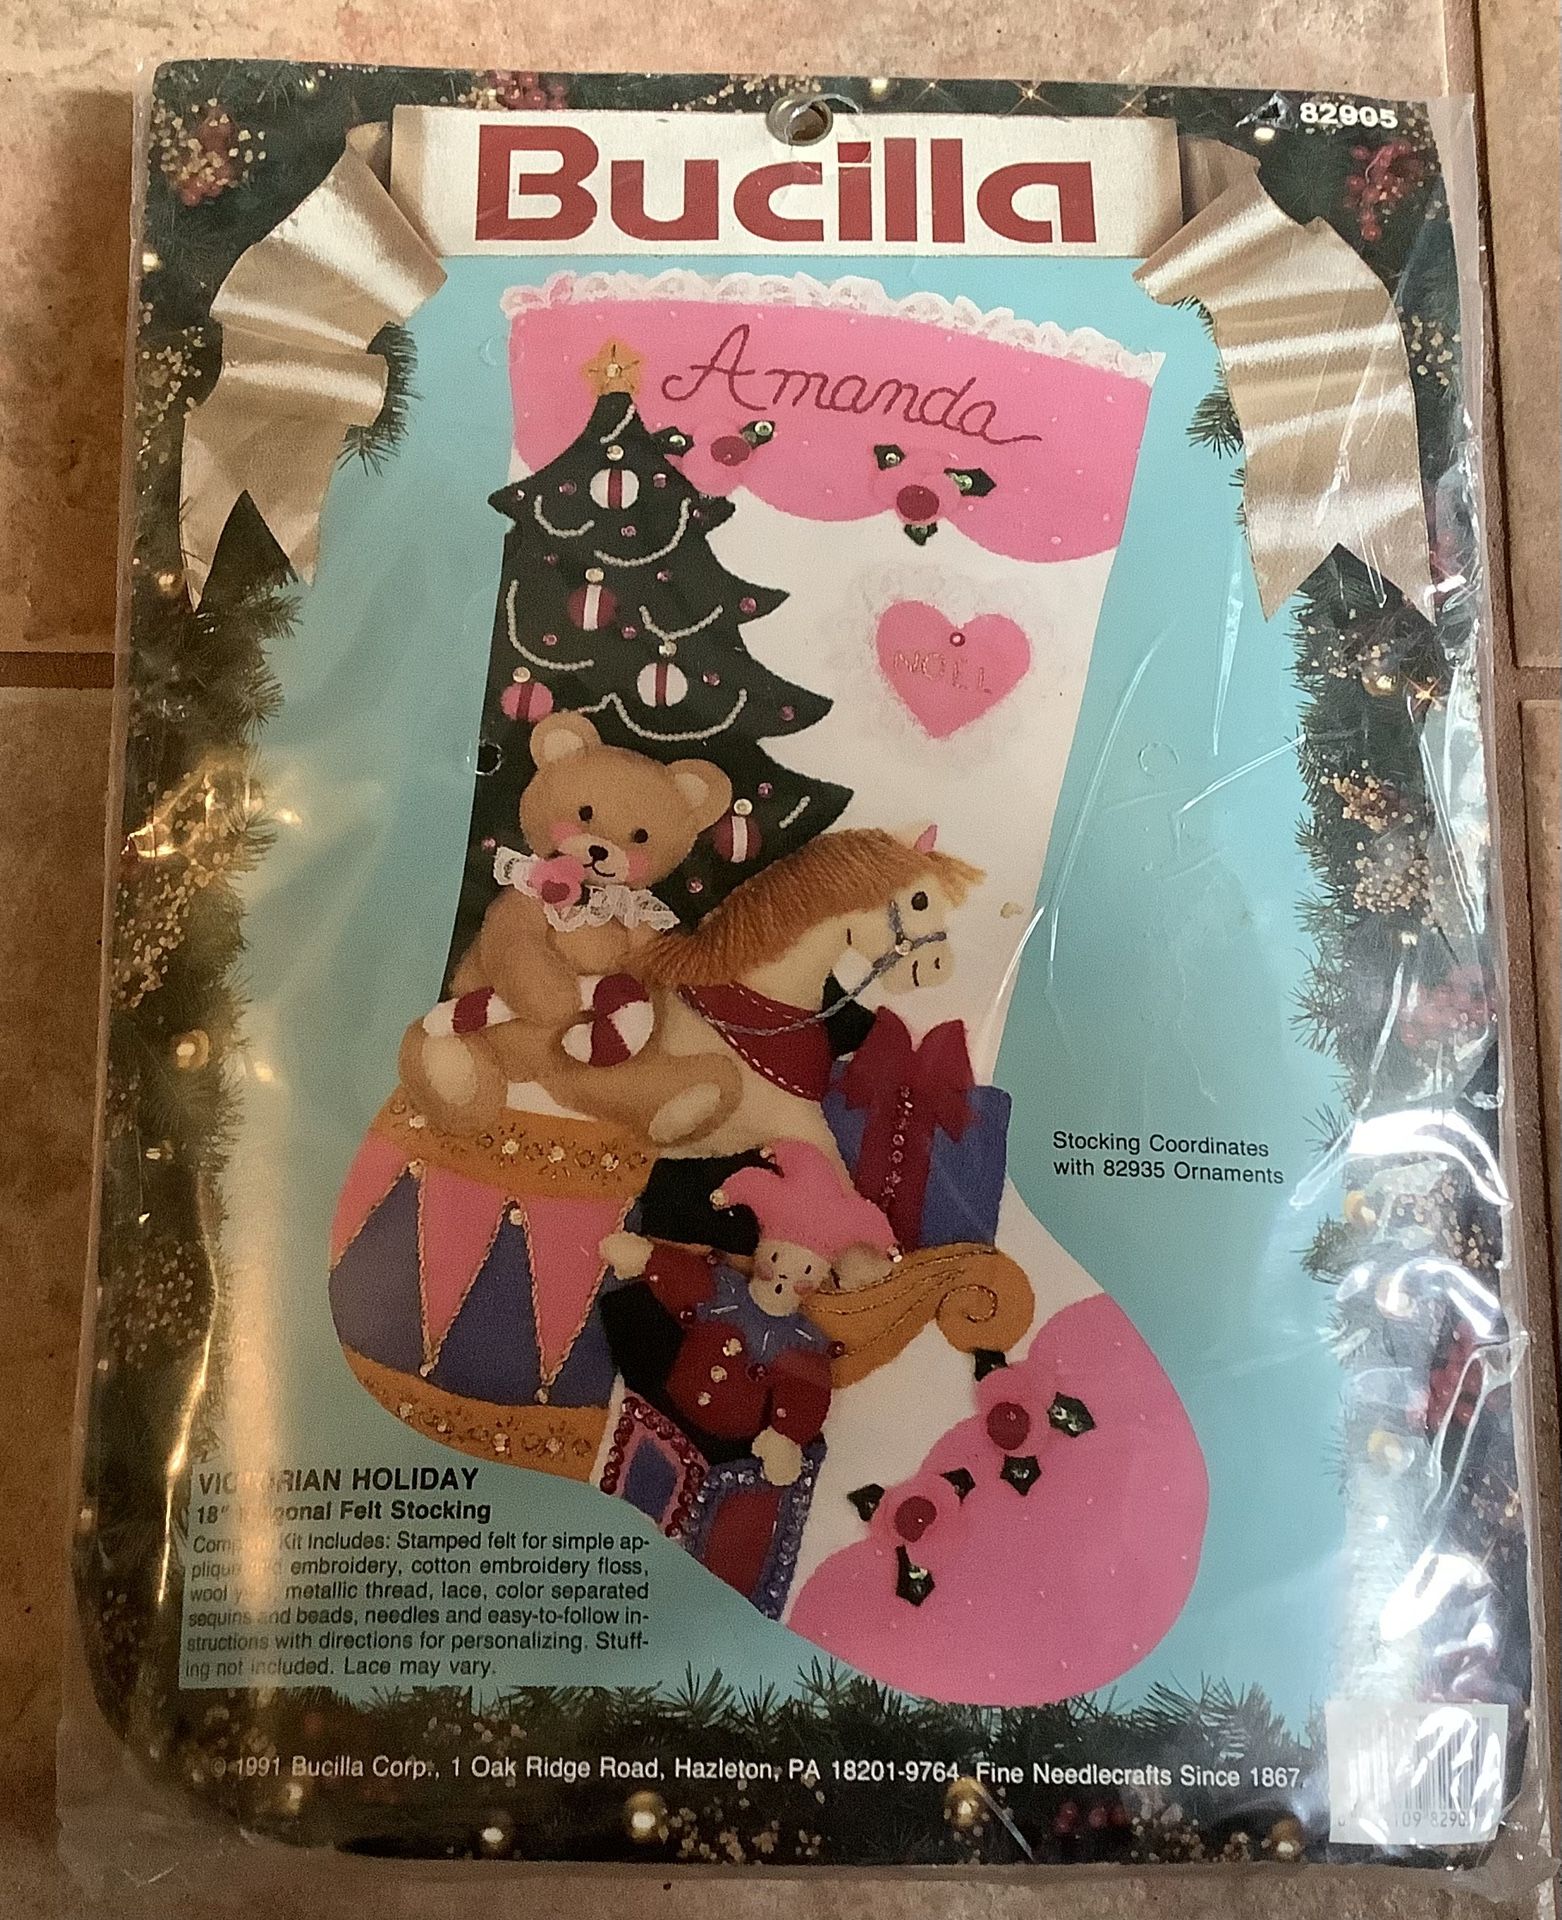 82905
Bucilla
Amanda
NOEL
Stocking Coordinates
with 82935 Ornaments
HOLIDAY
18" Felt Stocking
Kit Includes: Stamped felt for simple ap-
embroidery, cotton embroidery floss,
wool metallic thread, lace, color separated
sequins and beads, needles and easy-to-follow in-
structions with directions for personalizing. Stuff-
ing not included. Lace may vary.
© 1991 Bucilla Corp., 1 Oak Ridge Road, Hazleton, PA 18201-9764. Fine Needlecrafts Since 1867.